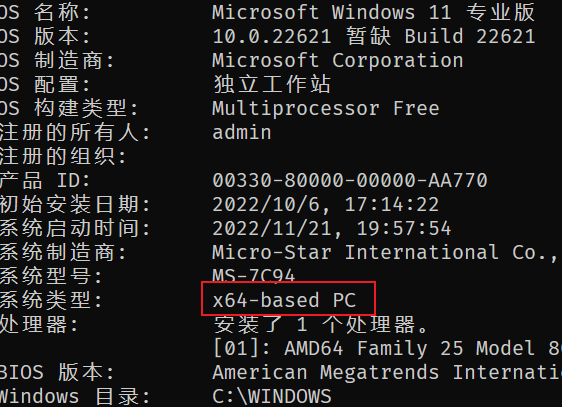 OS 名称: Microsoft Windows 11 专业版
OS 版本: 10.0.22621 暂缺 Build 22621
OS 制造商: Microsoft Corporation
OS 配置: 独立工作站
OS 构建类型: Multiprocessor Free
注册的所有人: admin
注册的组织:
产品 ID: 00330-80000-00000-AA770
初始安装日期: 2022/10/6, 17:14:22
系统启动时间: 2022/11/21, 19:57:54
系统制造商: Micro-Star International Co.,
系统型号: MS-7C94
系统类型: x64-based PC
处理器: 安装了 1 个处理器。
[01]: AMD64 Family 25 Model 8
BIOS 版本: American Megatrends Internati
Windows 目录: C:\WINDOWS